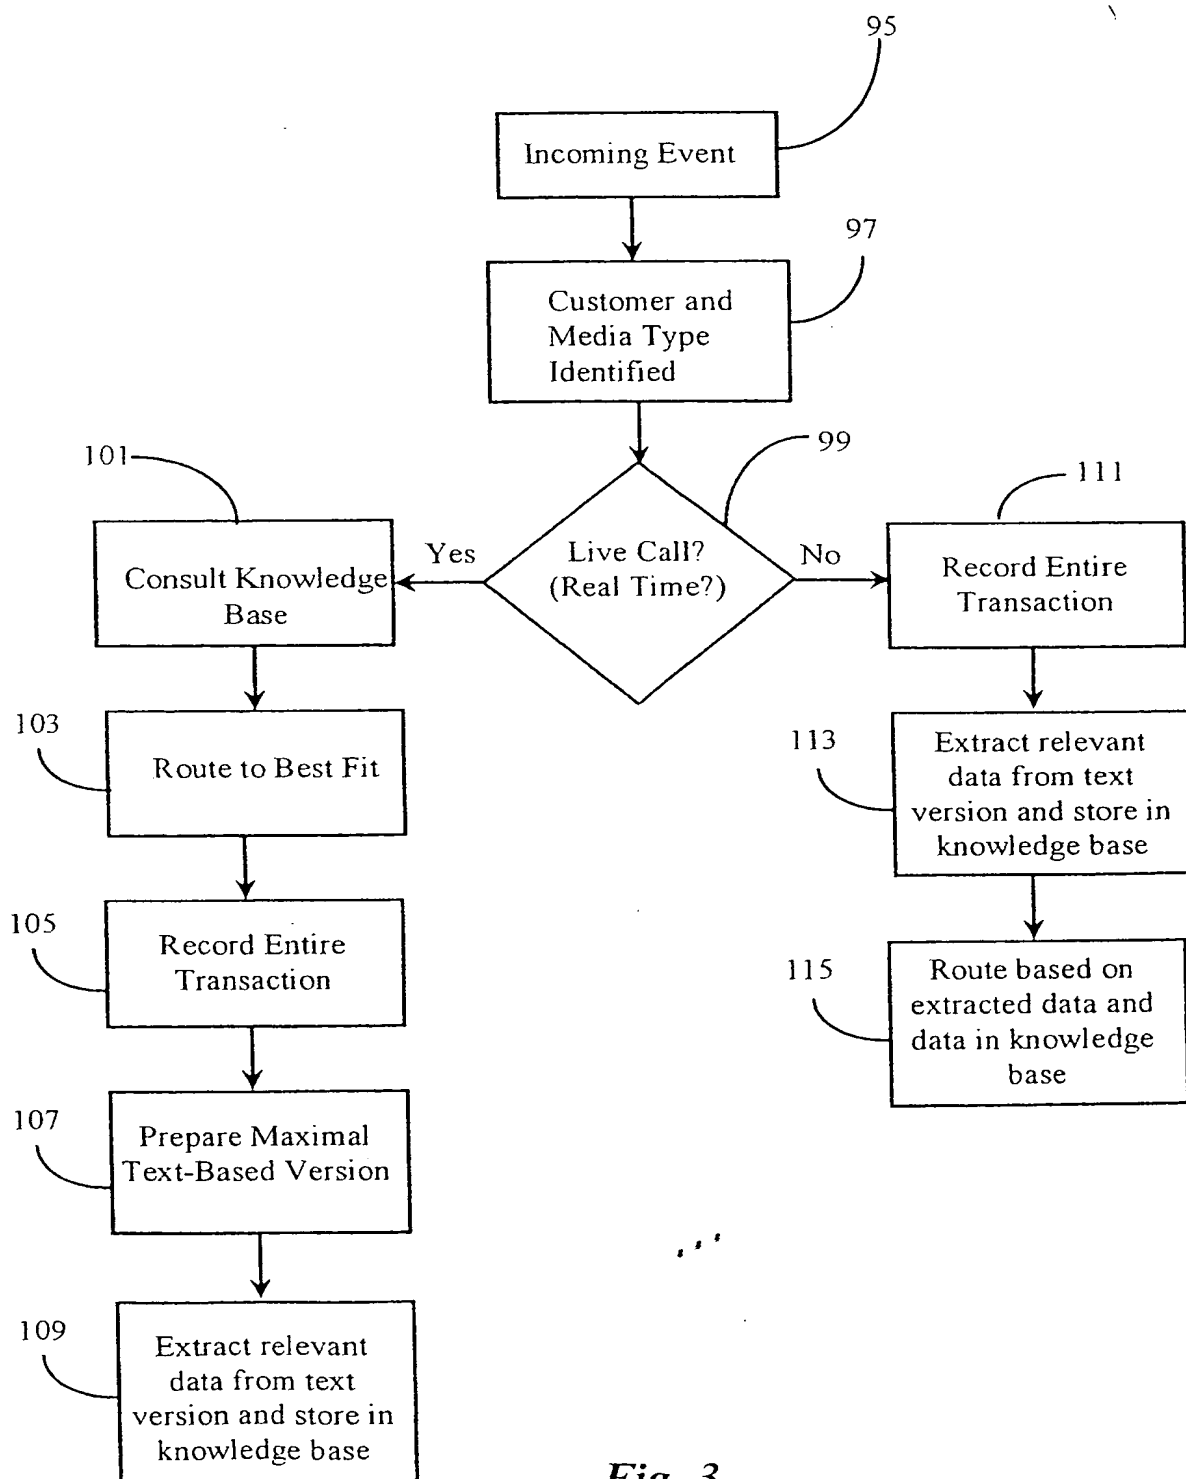 95
Incoming Event
97
Customer and
Media Type
Identified
99
Live Call?
(Real Time?)
Yes
No
101
Consult Knowledge
Base
103
Route to Best Fit
105
Record Entire
Transaction
107
Prepare Maximal
Text-Based Version
109
Extract relevant
data from text
version and store in
knowledge base
111
Record Entire
Transaction
113
Extract relevant
data from text
version and store in
knowledge base
115
Route based on
extracted data and
data in knowledge
base
Fig. 3